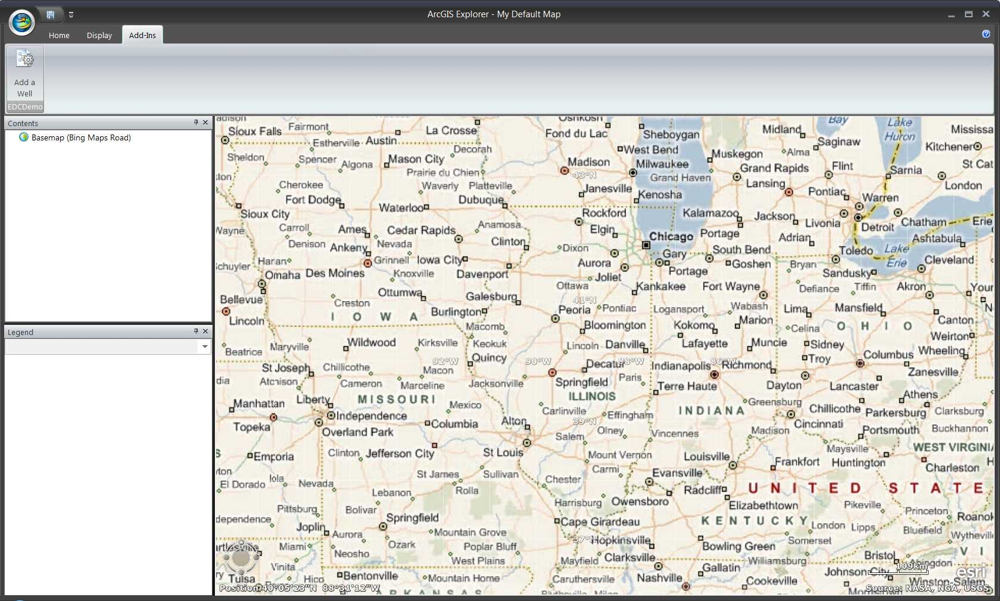 ArcGIS Explorer - My Default Map
Home Display Add-Ins
Add a
Well
EDCDemo
Contents
Basemap (Bing Maps Road)
Legend
Oshkosh Bay Lake
Sioux Falls Fairmont La Crosse Fond du Lac Sheboygan Midland Huron Mississa
Estherville Austin Decorah West Bend Saginaw Kitchener
Sheldon Spencer Algona Mason City Madison Milwaukee Muskegon Alma Flint St Cat
Prairie du Chien 43°N Grand Haven Grand Rapids Sarnia
Cherokee Waverly Platteville Janesville Lansing Pontiac London
Fort Dodge Waterloo Dubuque Kenosha Warren
Sioux City Rockford Kalamazoo Jackson Livonia Detroit Chatham Erie
Wayne Carroll Ames Cedar Rapids Anamosa Elgin Chicago Portage Adrian Ashtabula
Denison Ankeny Nevada Clinton Dixon Gary South Bend Toledo Lake
Schuyler Harlan Grinnell Iowa City Aurora Goshen Bryan Erie Cleveland
Omaha Des Moines Knoxville Davenport Joliet Portage Sandusky
Bellevue Ottumwa Galesburg Ottawa Kankakee Fort Wayne Defiance Tiffin Akron Your
Creston 41°N
IOWA Burlington Peoria Pontiac Logansport Wabash Lima Mansfield
Lincoln Macomb Bloomington Kokomo Marion Celina OHIO Canton
Beatrice Maryville Wildwood Kirksville Keokuk Lincoln Danville Lafayette Muncie Sidney Weirton
Wheeling
92°W Quincy 90°W Decatur 88°W Indianapolis 86°W Richmond Troy Columbus
St Joseph Chillicothe Macon Zanesville
Atchison Cameron Marceline Jacksonville Springfield Paris Terre Haute Dayton Lancaster
Manhattan Liberty MISSOURI Mexico ILLINOIS INDIANA Greensburg Athens
Carlinville Effingham Chillicothe Parkersburg Clarksburg
Topeka Independence Columbia Alton 39°N Cincinnati
Overland Park Salem Olney Vincennes Madison Portsmouth Buckhannon
Emporia Clinton Jefferson City St Louis Mount Vernon Louisville Maysville WEST VIRGINIA
Frankfort Huntington
Iola St James Sullivan Chester Carmi Evansville Charleston
El Dorado Nevada Lebanon Rolla Radcliff UNITED STATE
Pittsburg Bolivar Harrisburg Owensboro Elizabethtown Pikeville Princeton
dependence Springfield Cape Girardeau KENTUCKY London Lipps Bluefield Roanok
Joplin Aurora Mountain Grove 37°N Hopkinsville Somerset Wytheville
Miami Ozark Poplar Bluff Bowling Green VI
Neosho Mayfield Clarksville Williamsburg Bristol Abingdon
Vinita West Plains Gallatin 109km
Tulsa Hico Bentonville Mountain Home Caruthersville Nashville Cookeville Johnson City esri
Winston-Salem
Position 40°05'23"N 88°31'12"W
ARKANSAS
Source: NASA, NGA, USGS